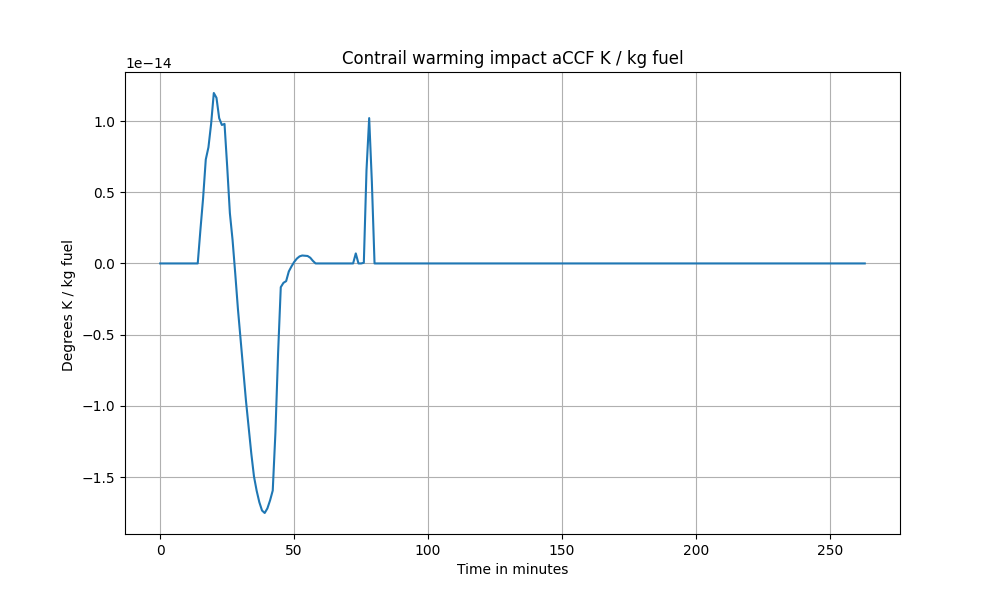 Contrail warming impact aCCF K / kg fuel
1e−14
1.0
0.5
0.0
−0.5
−1.0
−1.5
Degrees K / kg fuel
0 50 100 150 200 250
Time in minutes